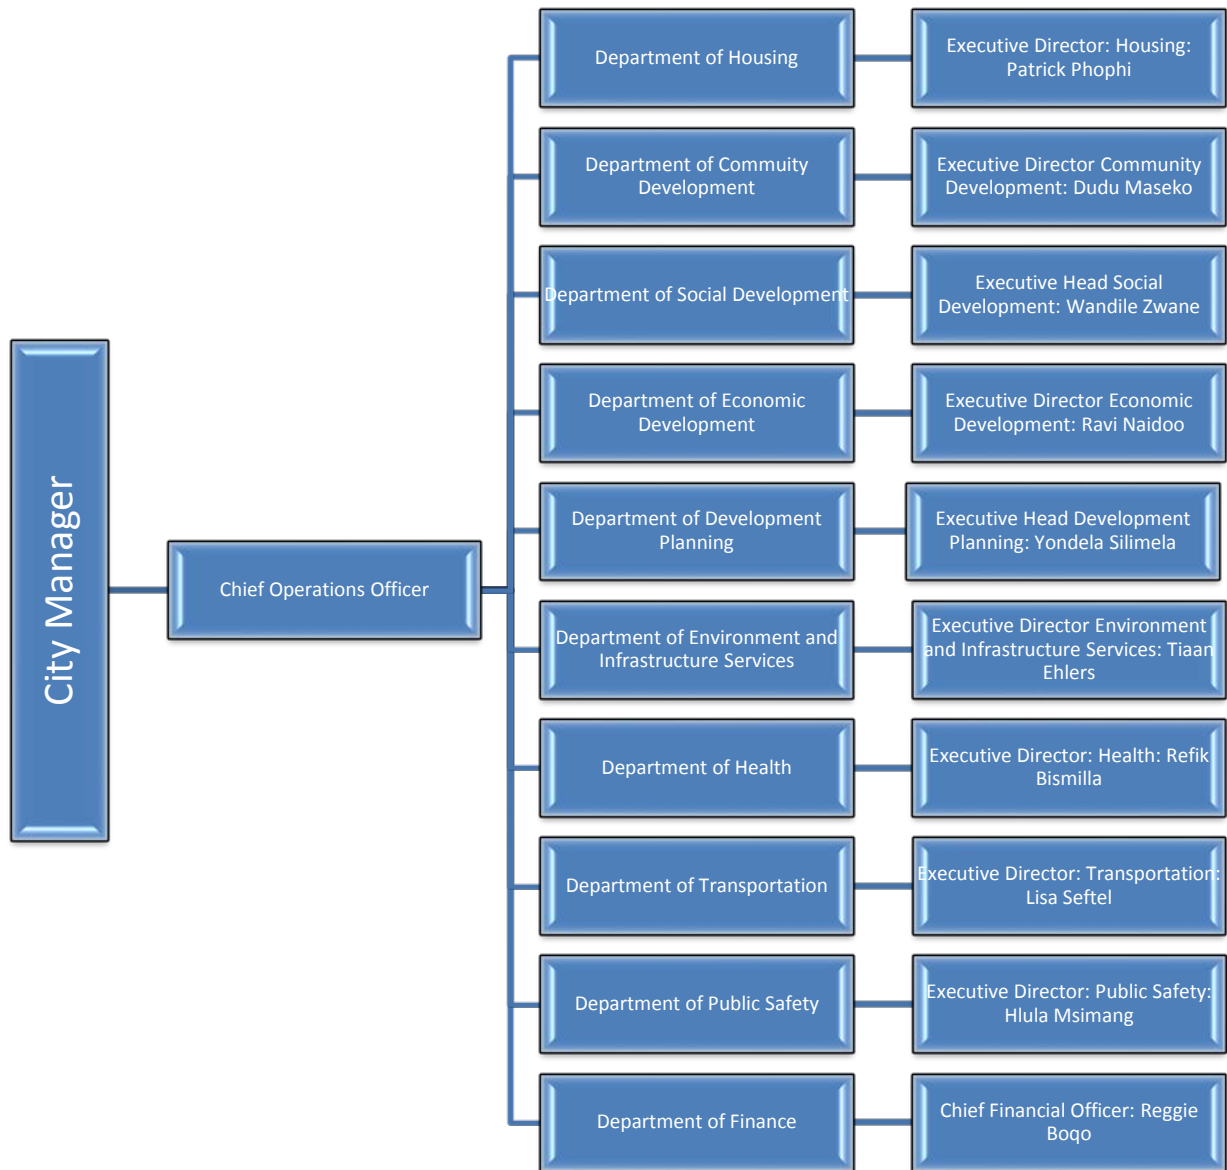 City Manager
Chief Operations Officer
Department of Housing
Executive Director: Housing:
Patrick Phophi
Department of Commuity
Development
Executive Director Community
Development: Dudu Maseko
Department of Social Development
Executive Head Social
Development: Wandile Zwane
Department of Economic
Development
Executive Director Economic
Development: Ravi Naidoo
Department of Development
Planning
Executive Head Development
Planning: Yondela Silimela
Department of Environment and
Infrastructure Services
Executive Director Environment
and Infrastructure Services: Tiaan
Ehlers
Department of Health
Executive Director: Health: Refik
Bismilla
Department of Transportation
Executive Director: Transportation:
Lisa Seftel
Department of Public Safety
Executive Director: Public Safety:
Hlula Msimang
Department of Finance
Chief Financial Officer: Reggie
Boqo